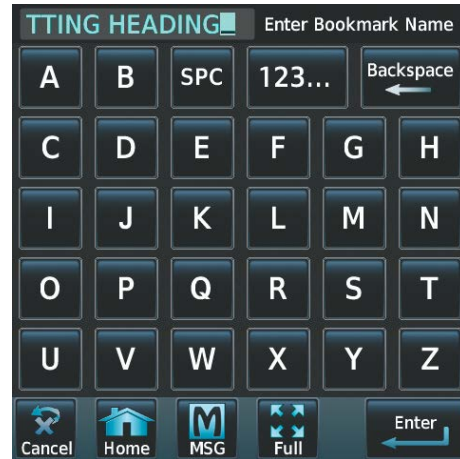 TTING HEADING Enter Bookmark Name
A B SPC 123... Backspace
C D E F G H
I J K L M N
O P Q R S T
U V W X Y Z
Cancel Home MSG Full Enter